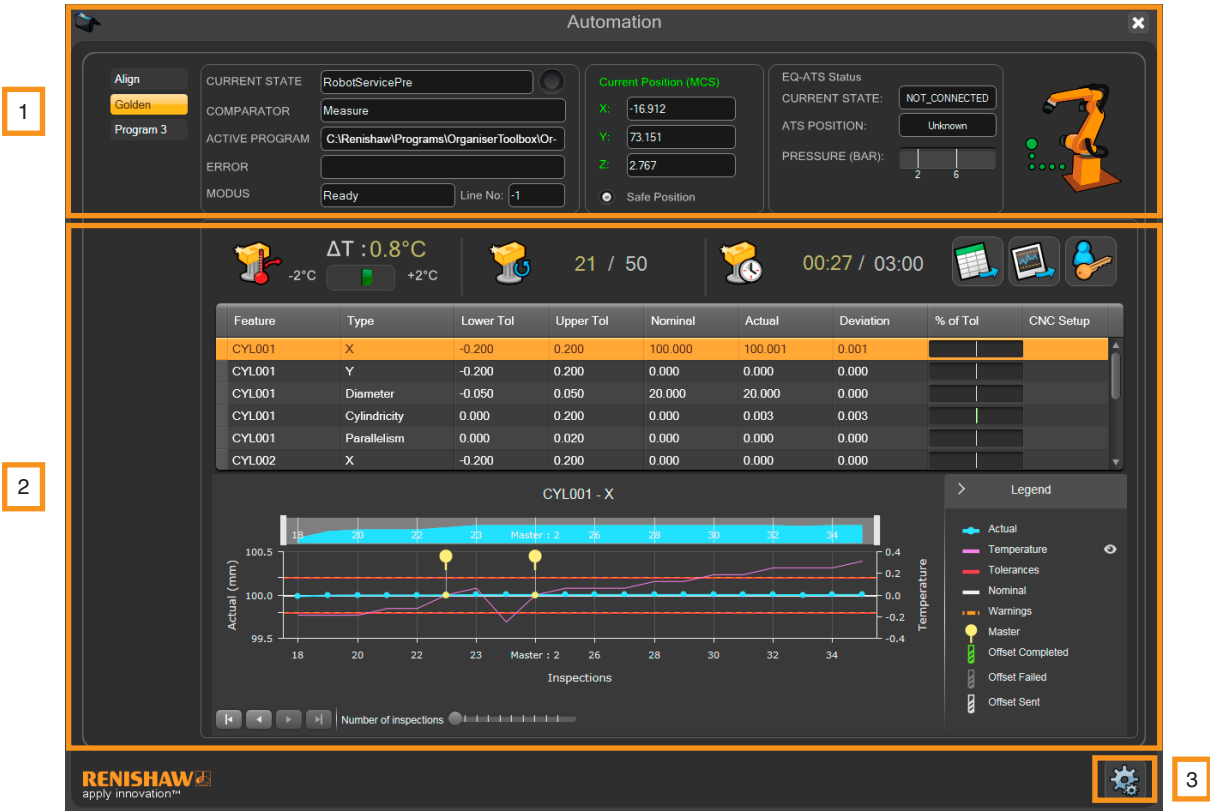 Automation
1
Align
Golden
Program 3
CURRENT STATE RobotServicePre
COMPARATOR Measure
ACTIVE PROGRAM C:\Renishaw\Programs\OrganiserToolbox\Or-
ERROR
MODUS Ready Line No: -1
Current Position (MCS)
X: -16.912
Y: 73.151
Z: 2.767
Safe Position
EQ-ATS Status
CURRENT STATE: NOT_CONNECTED
ATS POSITION: Unknown
PRESSURE (BAR):
2 6
2
ΔT : 0.8°C
-2°C +2°C
21 / 50
00:27 / 03:00
Feature Type Lower Tol Upper Tol Nominal Actual Deviation % of Tol CNC Setup
CYL001 X -0.200 0.200 100.000 100.001 0.001
CYL001 Y -0.200 0.200 0.000 0.000 0.000
CYL001 Diameter -0.050 0.050 20.000 20.000 0.000
CYL001 Cylindricity 0.000 0.200 0.000 0.003 0.003
CYL001 Parallelism 0.000 0.020 0.000 0.000 0.000
CYL002 X -0.200 0.200 0.000 0.000 0.000
CYL001 - X
18 20 22 23 Master : 2 26 28 30 32 34
100.5
100.0
99.5
Actual (mm)
0.4
0.2
0.0
-0.2
-0.4
Temperature
18 20 22 23 Master : 2 26 28 30 32 34
Inspections
Number of inspections
Legend
Actual
Temperature
Tolerances
Nominal
Warnings
Master
Offset Completed
Offset Failed
Offset Sent
RENISHAW
apply innovation™
3